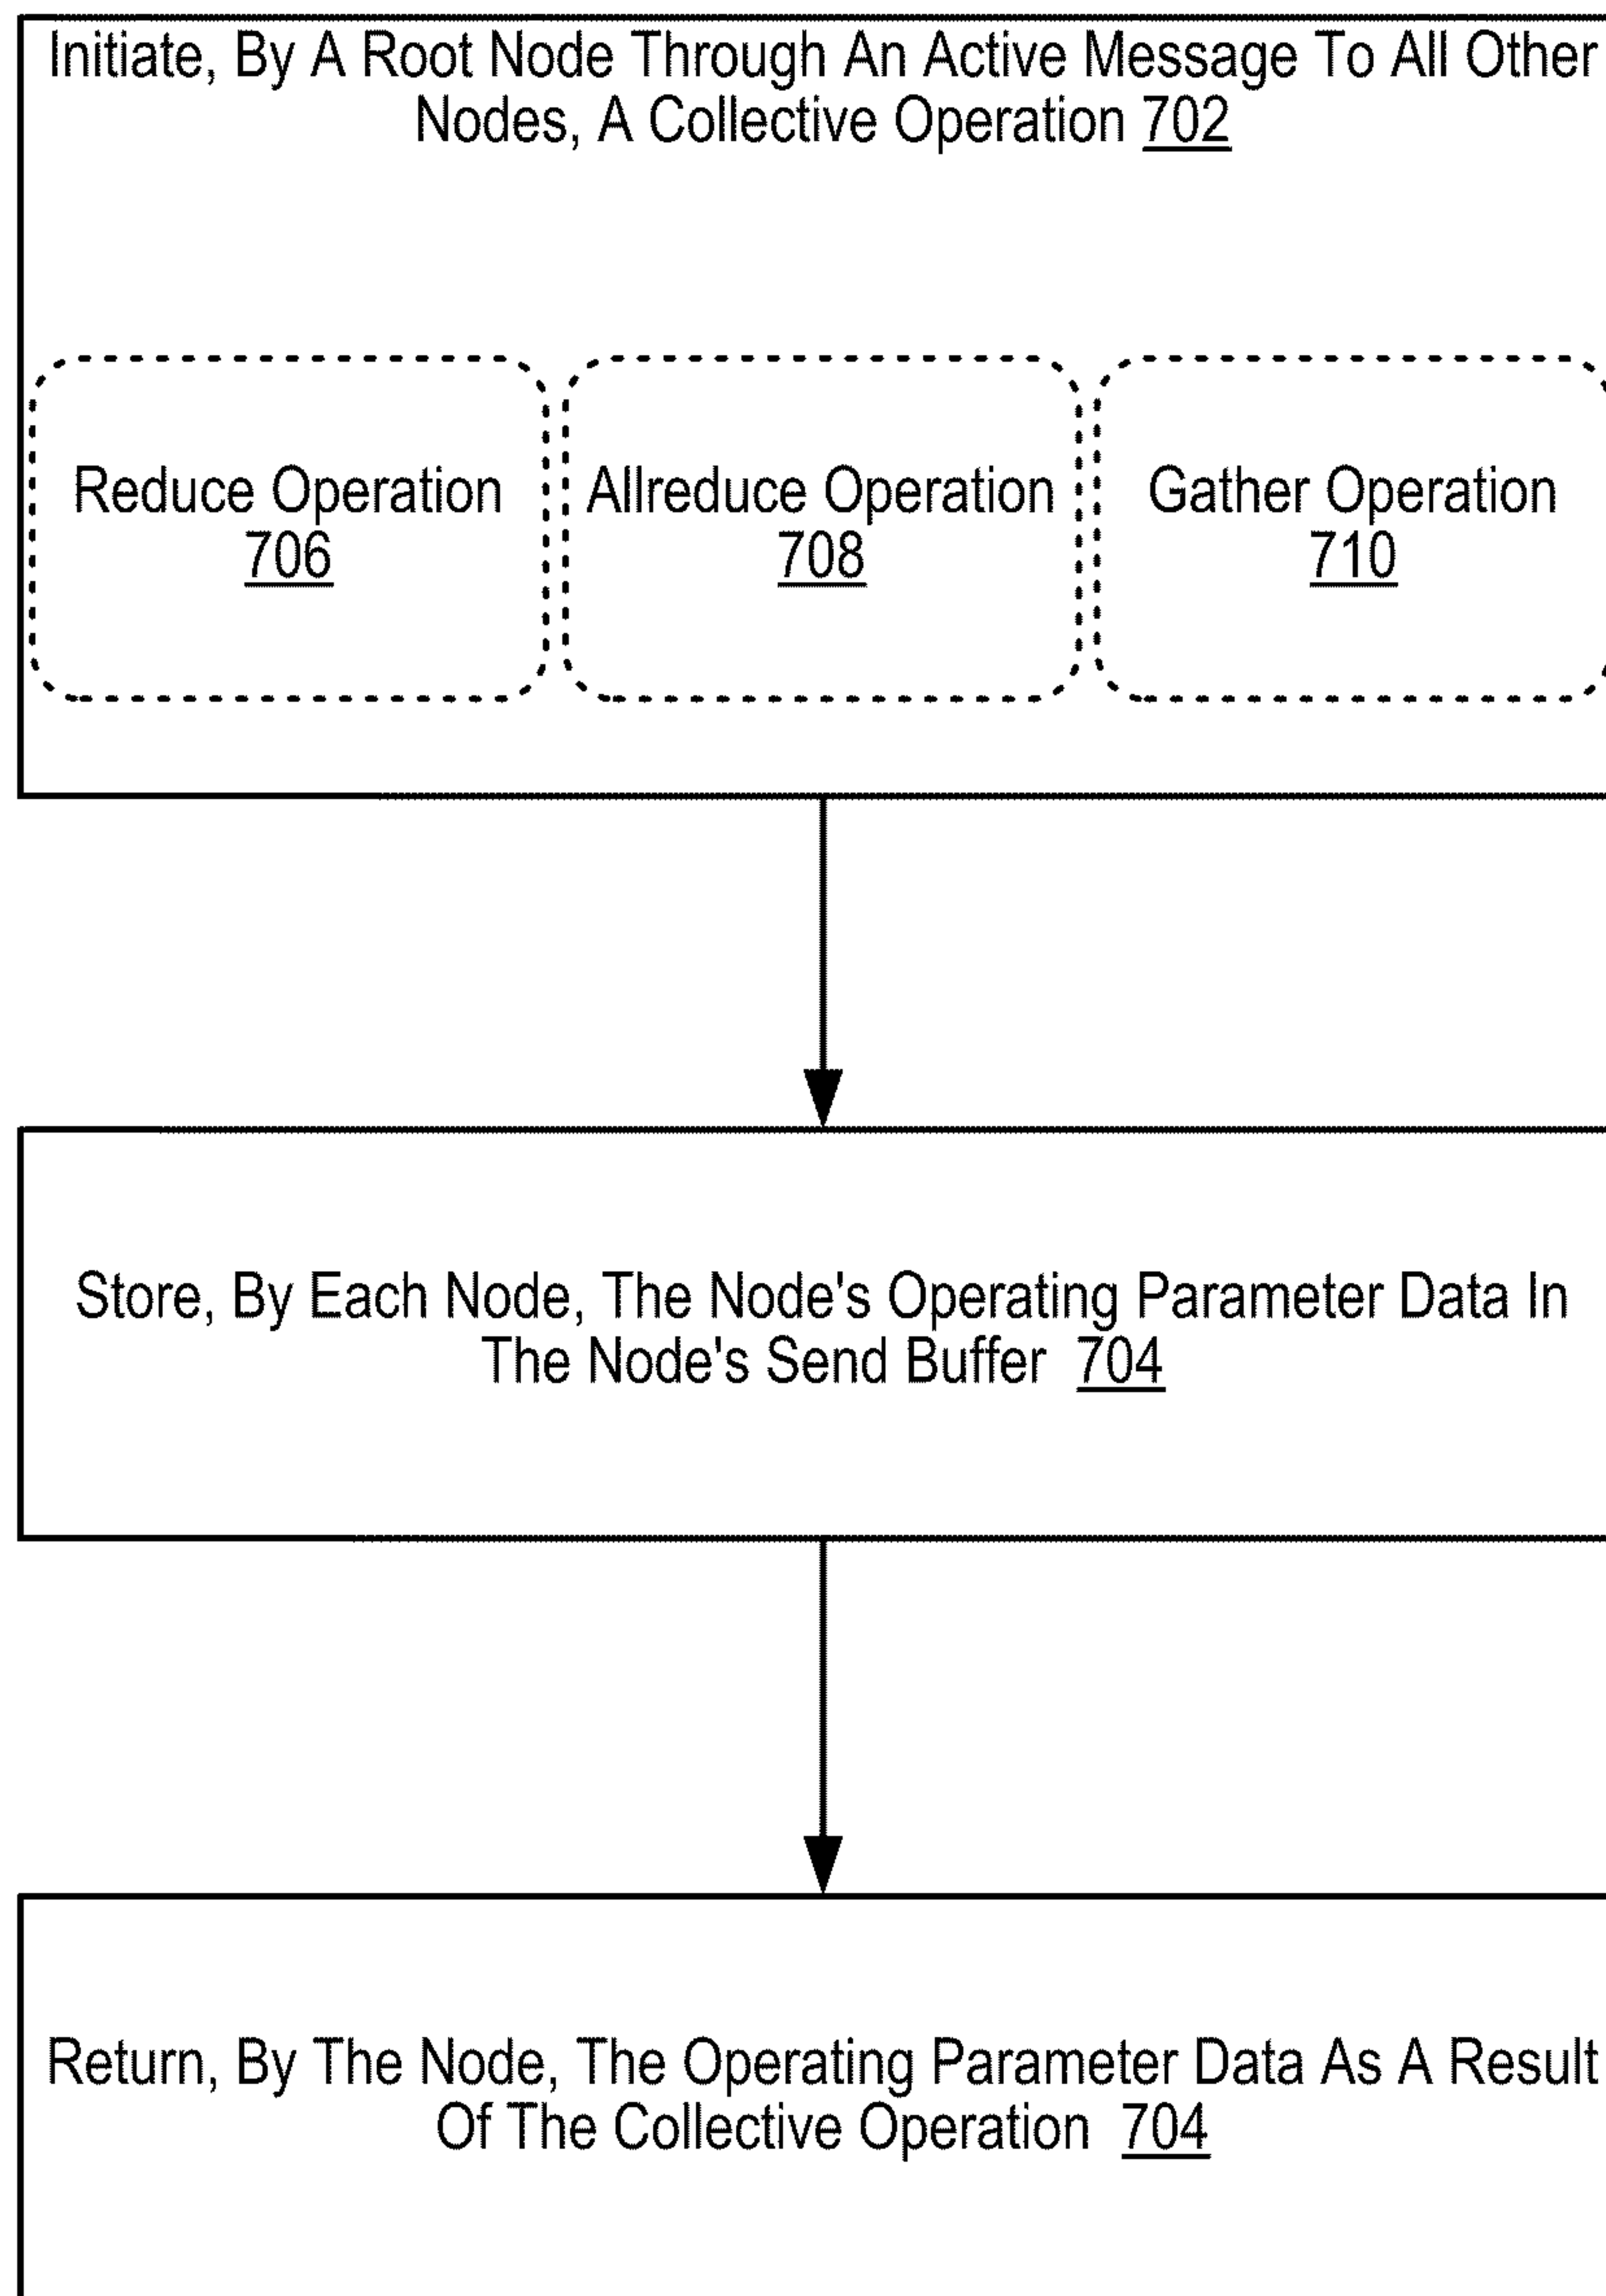 Initiate, By A Root Node Through An Active Message To All Other
Nodes, A Collective Operation 702
Reduce Operation
706
Allreduce Operation
708
Gather Operation
710
Store, By Each Node, The Node's Operating Parameter Data In
The Node's Send Buffer 704
Return, By The Node, The Operating Parameter Data As A Result
Of The Collective Operation 704